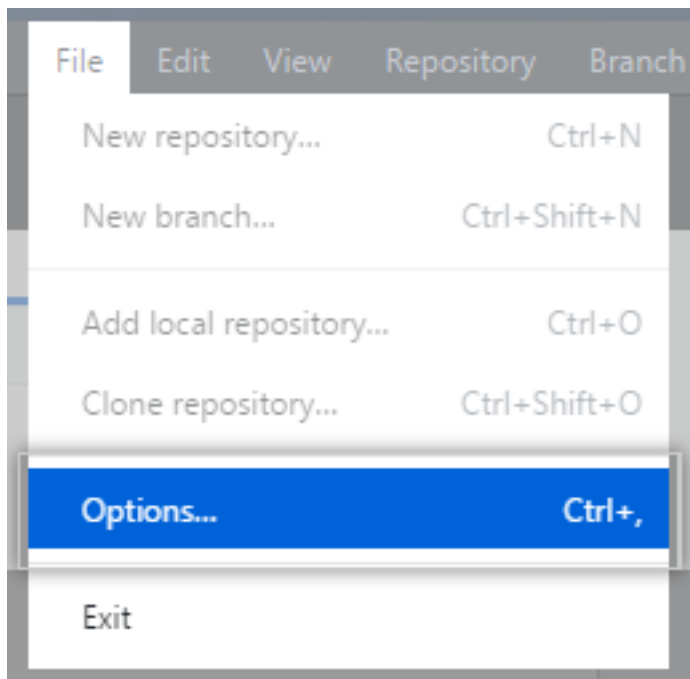 File Edit View Repository Branch
New repository... Ctrl+N
New branch... Ctrl+Shift+N
Add local repository... Ctrl+O
Clone repository... Ctrl+Shift+O
Options... Ctrl+,
Exit